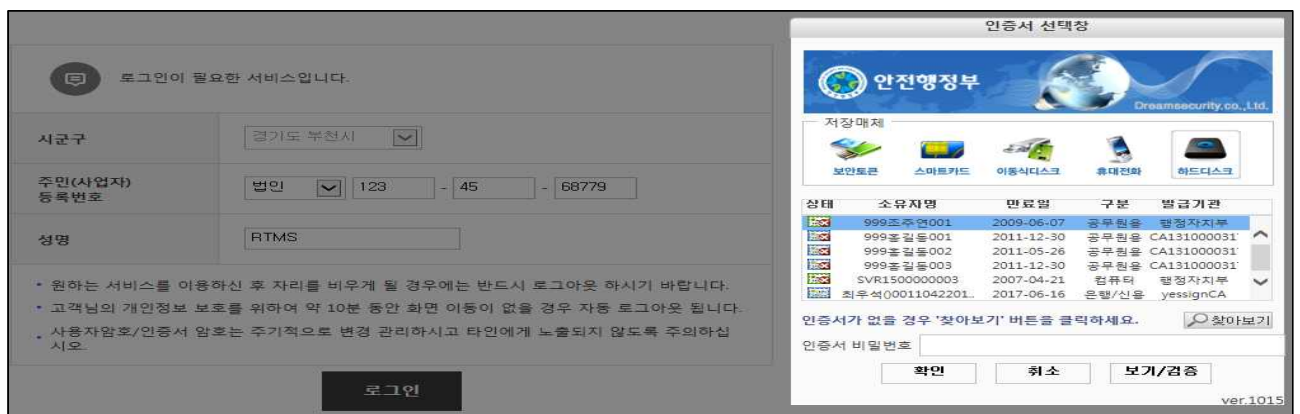 로그인이 필요한 서비스입니다.
시군구
경기도 부천시
주민(사업자)
등록번호
법인 123 - 45 - 68779
성명
RTMS
• 원하는 서비스를 이용하신 후 자리를 비우게 될 경우에는 반드시 로그아웃 하시기 바랍니다.
• 고객님의 개인정보 보호를 위하여 약 10분 동안 화면 이동이 없을 경우 자동 로그아웃 됩니다.
• 사용자암호/인증서 암호는 주기적으로 변경 관리하시고 타인에게 노출되지 않도록 주의하십
시오.
로그인
인증서 선택창
안전행정부
Dreamsecurity.co.,Ltd.
저장매체
보안토큰 스마트카드 이동식디스크 휴대전화 하드디스크
상태 소유자명 만료일 구분 발급기관
999조주연001 2009-06-07 공무원용 행정자치부
999홍길동001 2011-12-30 공무원용 CA131000031
999홍길동002 2011-05-26 공무원용 CA131000031
999홍길동003 2011-12-30 공무원용 CA131000031
SVR1500000003 2007-04-21 컴퓨터 행정자치부
최우석()0011042201.. 2017-06-16 은행/신용 yessignCA
인증서가 없을 경우 '찾아보기' 버튼을 클릭하세요. 찾아보기
인증서 비밀번호
확인 취소 보기/검증
ver.1015